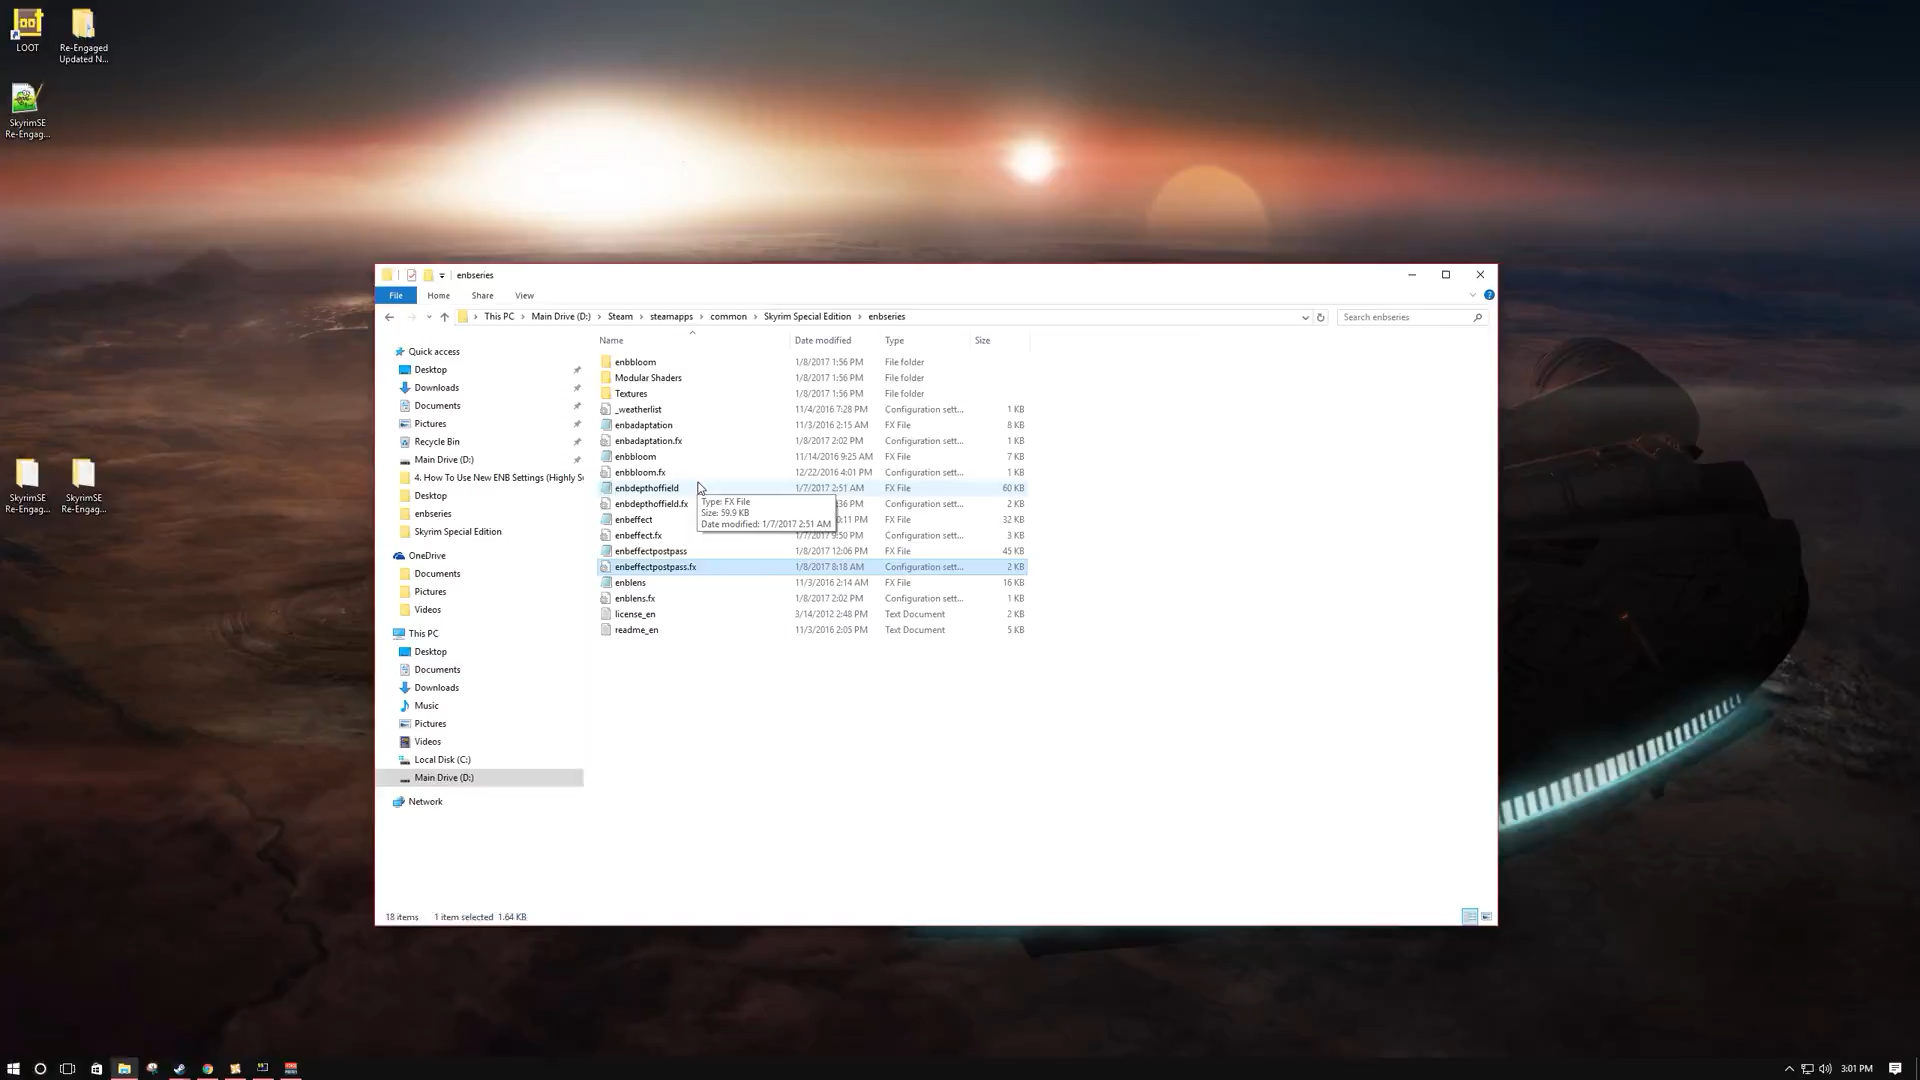 LOOT
Re-Engaged
Updated N...
SkyrimSE
Re-Engag...
SkyrimSE
Re-Engag...
SkyrimSE
Re-Engag...
enbseries
File Home Share View
This PC > Main Drive (D:) > Steam > steamapps > common > Skyrim Special Edition > enbseries
Search enbseries
Quick access
Desktop
Downloads
Documents
Pictures
Recycle Bin
Main Drive (D:)
4. How To Use New ENB Settings (Highly Su
Desktop
enbseries
Skyrim Special Edition
OneDrive
Documents
Pictures
Videos
This PC
Desktop
Documents
Downloads
Music
Pictures
Videos
Local Disk (C:)
Main Drive (D:)
Network
Name Date modified Type Size
enbbloom 1/8/2017 1:56 PM File folder
Modular Shaders 1/8/2017 1:56 PM File folder
Textures 1/8/2017 1:56 PM File folder
_weatherlist 11/4/2016 7:28 PM Configuration sett... 1 KB
enbadaptation 11/3/2016 2:15 AM FX File 8 KB
enbadaptation.fx 1/8/2017 2:02 PM Configuration sett... 1 KB
enbbloom 11/14/2016 9:25 AM FX File 7 KB
enbbloom.fx 12/22/2016 4:01 PM Configuration sett... 1 KB
enbdepthoffield 1/7/2017 2:51 AM FX File 60 KB
enbdepthoffield.fx :36 PM Configuration sett... 2 KB
enbeffect 0:11 PM FX File 32 KB
enbeffect.fx 1/7/2017 9:50 PM Configuration sett... 3 KB
enbeffectpostpass 1/8/2017 12:06 PM FX File 45 KB
enbeffectpostpass.fx 1/8/2017 8:18 AM Configuration sett... 2 KB
enblens 11/3/2016 2:14 AM FX File 16 KB
enblens.fx 1/8/2017 2:02 PM Configuration sett... 1 KB
license_en 3/14/2012 2:48 PM Text Document 2 KB
readme_en 11/3/2016 2:05 PM Text Document 5 KB
Type: FX File
Size: 59.9 KB
Date modified: 1/7/2017 2:51 AM
18 items 1 item selected 1.64 KB
3:01 PM